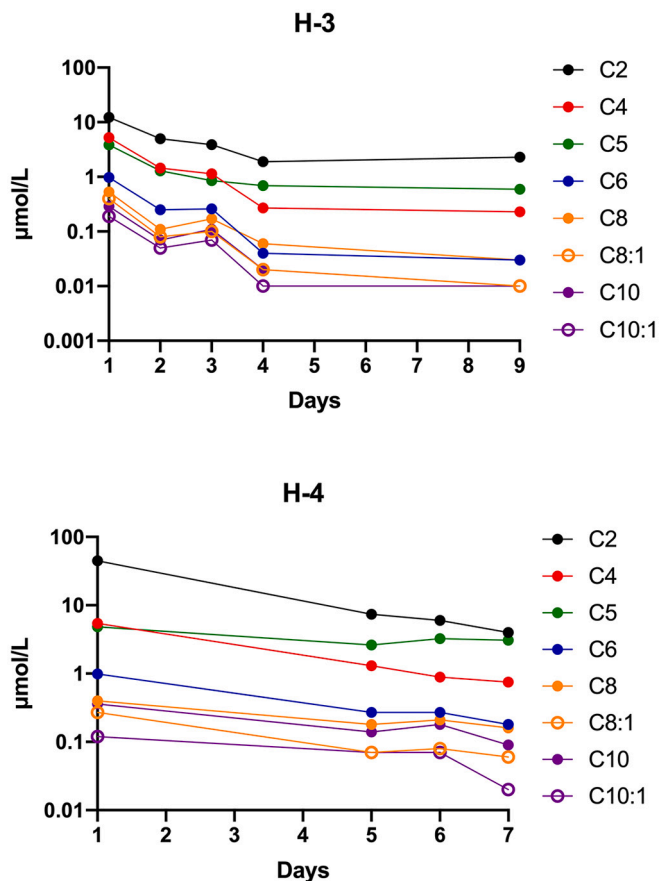 H-3
100
10
1
0.1
0.01
0.001
µmol/L
1 2 3 4 5 6 7 8 9
Days
C2
C4
C5
C6
C8
C8:1
C10
C10:1
H-4
100
10
1
0.1
0.01
µmol/L
1 2 3 4 5 6 7
Days
C2
C4
C5
C6
C8
C8:1
C10
C10:1